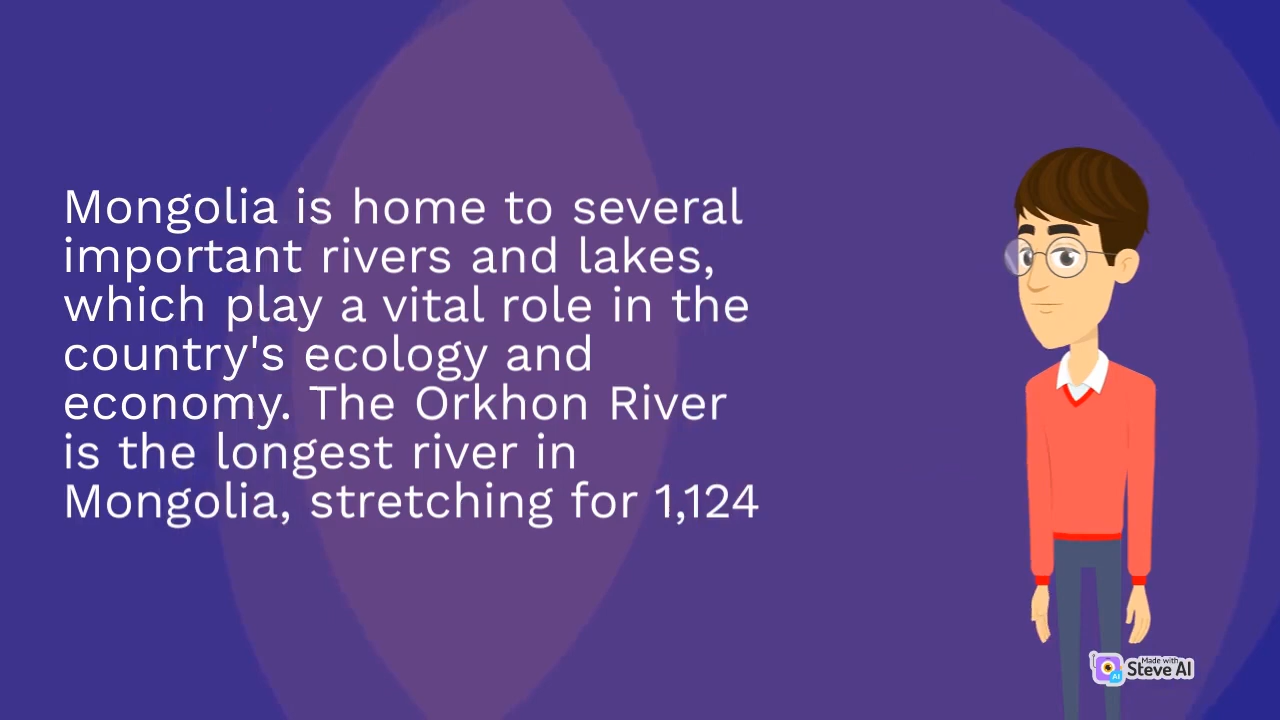 Mongolia is home to several
important rivers and lakes,
which play a vital role in the
country's ecology and
economy. The Orkhon River
is the longest river in
Mongolia, stretching for 1,124
Made with
Steve AI
AI